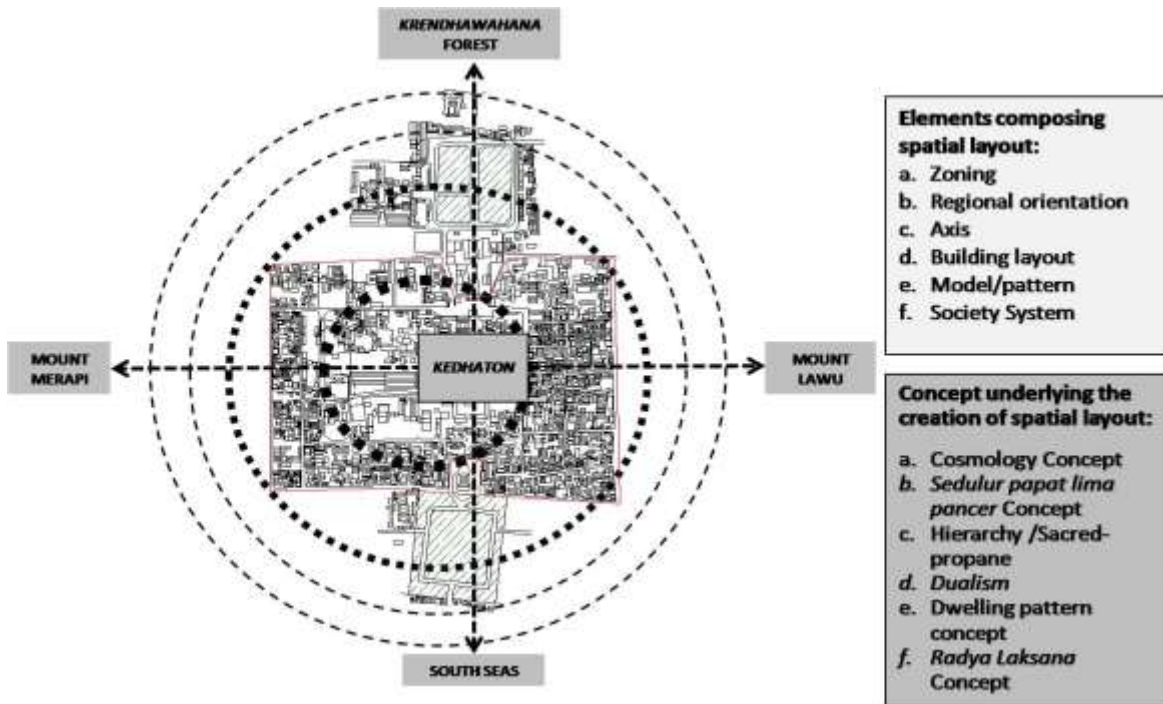 KRENDHAWAHANA
FOREST
MOUNT
MERAPI
KEDHATON
MOUNT
LAWU
SOUTH SEAS
Elements composing
spatial layout:
a. Zoning
b. Regional orientation
c. Axis
d. Building layout
e. Model/pattern
f. Society System
Concept underlying the
creation of spatial layout:
a. Cosmology Concept
b. Sedulur papat lima
pancer Concept
c. Hierarchy /Sacred-
propane
d. Dualism
e. Dwelling pattern
concept
f. Radya Laksana
Concept